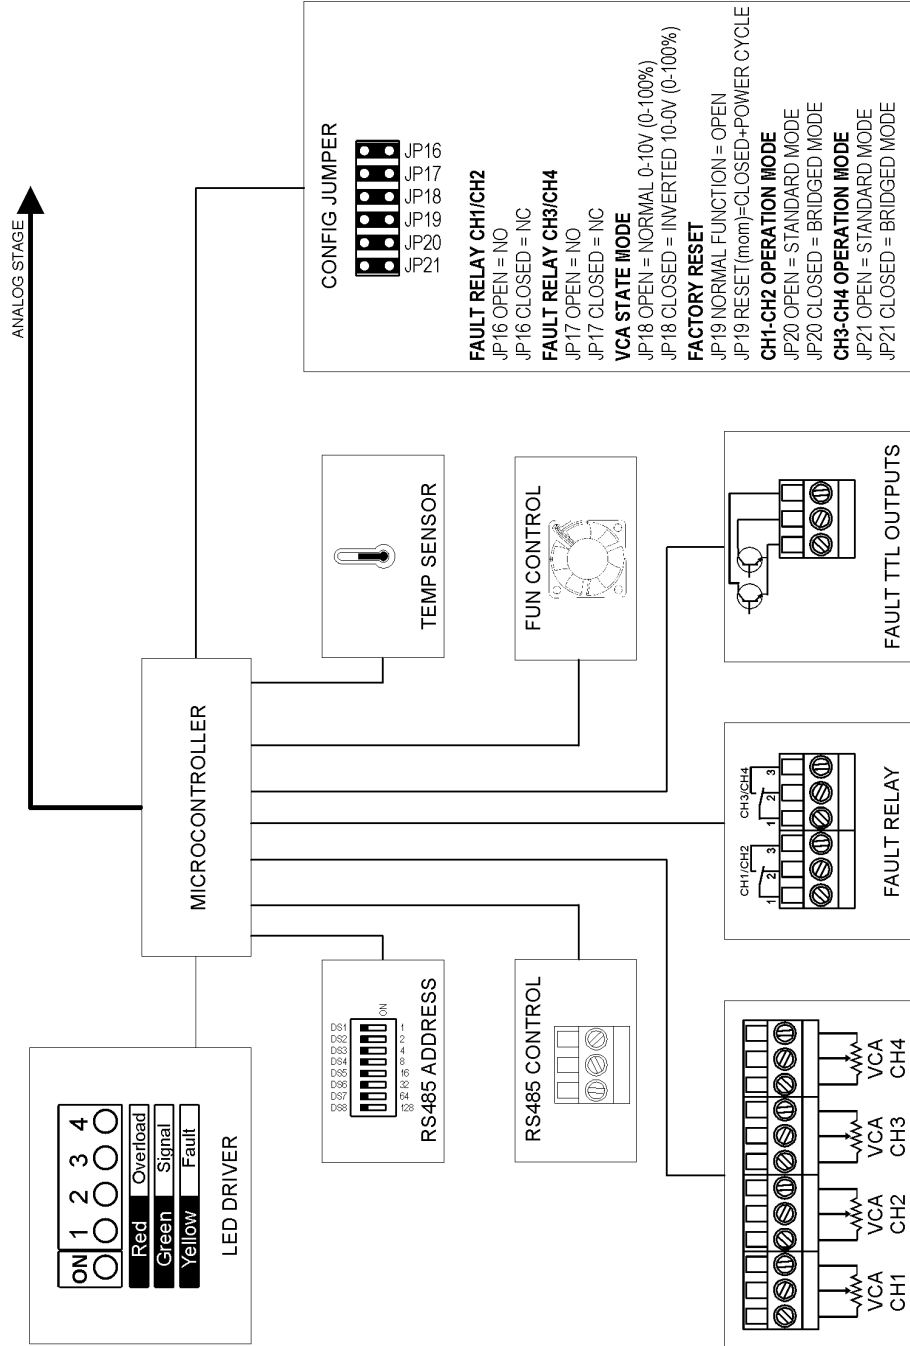 ANALOG STAGE
CONFIG JUMPER
JP16
JP17
JP18
JP19
JP20
JP21
FAULT RELAY CH1/CH2
JP16 OPEN = NO
JP16 CLOSED = NC
FAULT RELAY CH3/CH4
JP17 OPEN = NO
JP17 CLOSED = NC
VCA STATE MODE
JP18 OPEN = NORMAL 0-10V (0-100%)
JP18 CLOSED = INVERTED 10-0V (0-100%)
FACTORY RESET
JP19 NORMAL FUNCTION = OPEN
JP19 RESET(mom)=CLOSED+POWER CYCLE
CH1-CH2 OPERATION MODE
JP20 OPEN = STANDARD MODE
JP20 CLOSED = BRIDGED MODE
CH3-CH4 OPERATION MODE
JP21 OPEN = STANDARD MODE
JP21 CLOSED = BRIDGED MODE
MICROCONTROLLER
TEMP SENSOR
FUN CONTROL
FAULT TTL OUTPUTS
ON 1 2 3 4
Red Overload
Green Signal
Yellow Fault
LED DRIVER
ON
DS1 1
DS2 2
DS3 4
DS4 8
DS5 16
DS6 32
DS7 64
DS8 128
RS485 ADDRESS
RS485 CONTROL
CH1/CH2 CH3/CH4
1 2 3 1 2 3
FAULT RELAY
VCA VCA VCA VCA
CH1 CH2 CH3 CH4